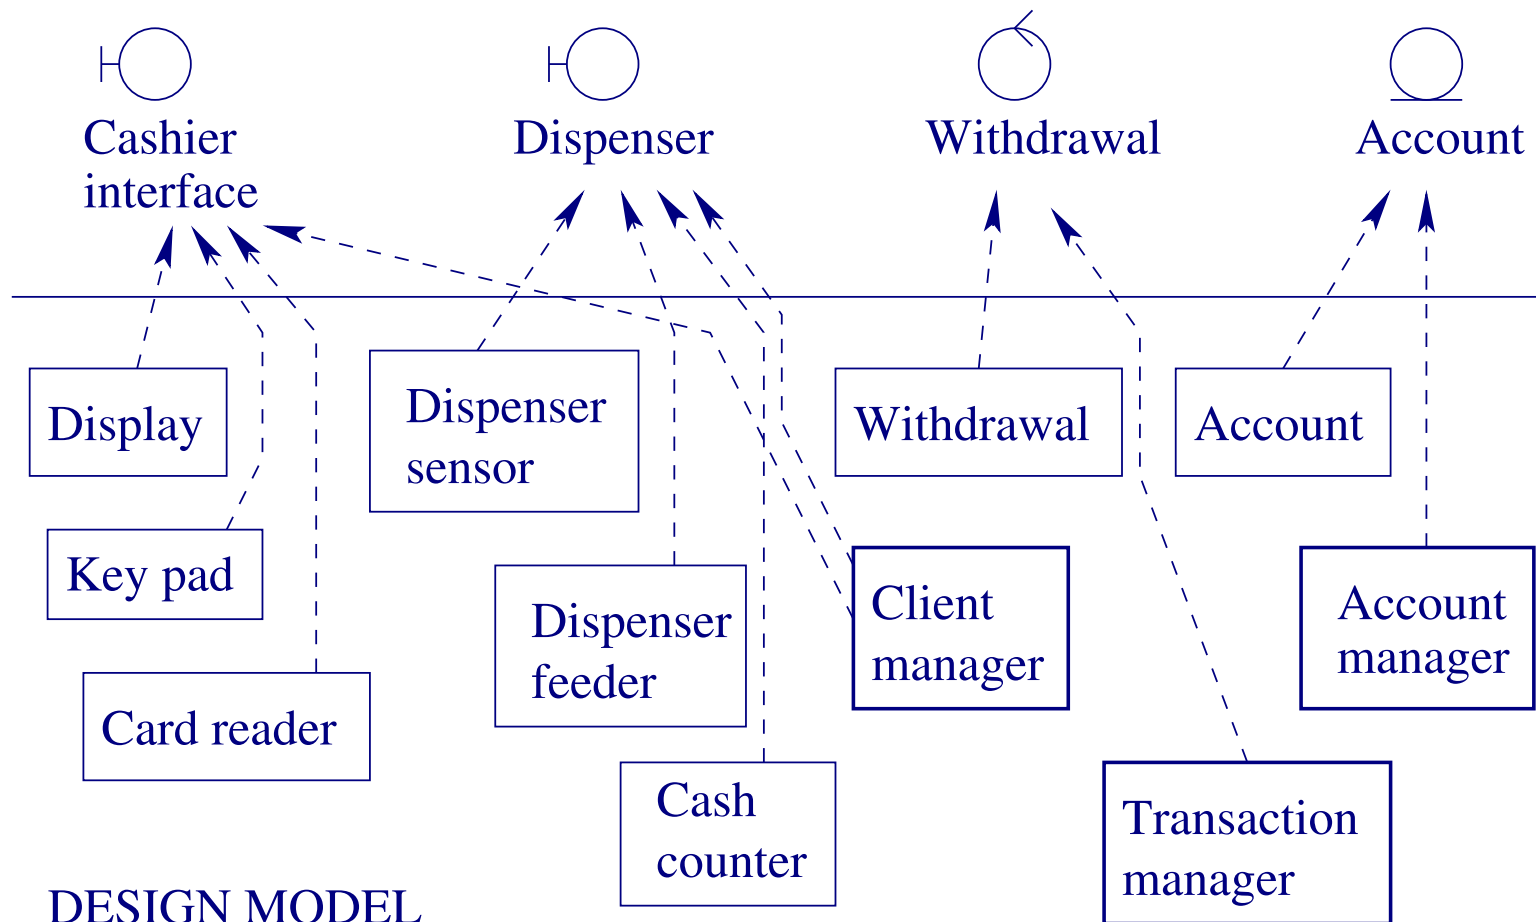 Cashier
interface
Dispenser
Withdrawal
Account
Display
Dispenser
sensor
Withdrawal
Account
Key pad
Dispenser
feeder
Client
manager
Account
manager
Card reader
Cash
counter
Transaction
manager
DESIGN MODEL